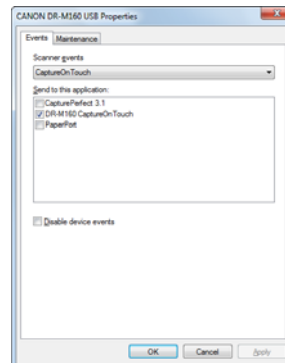 CANON DR-M160 USB Properties
Events Maintenance
Scanner events
CaptureOnTouch
Send to this application:
CapturePerfect 3.1
DR-M160 CaptureOnTouch
PaperPort
Disable device events
OK Cancel Apply